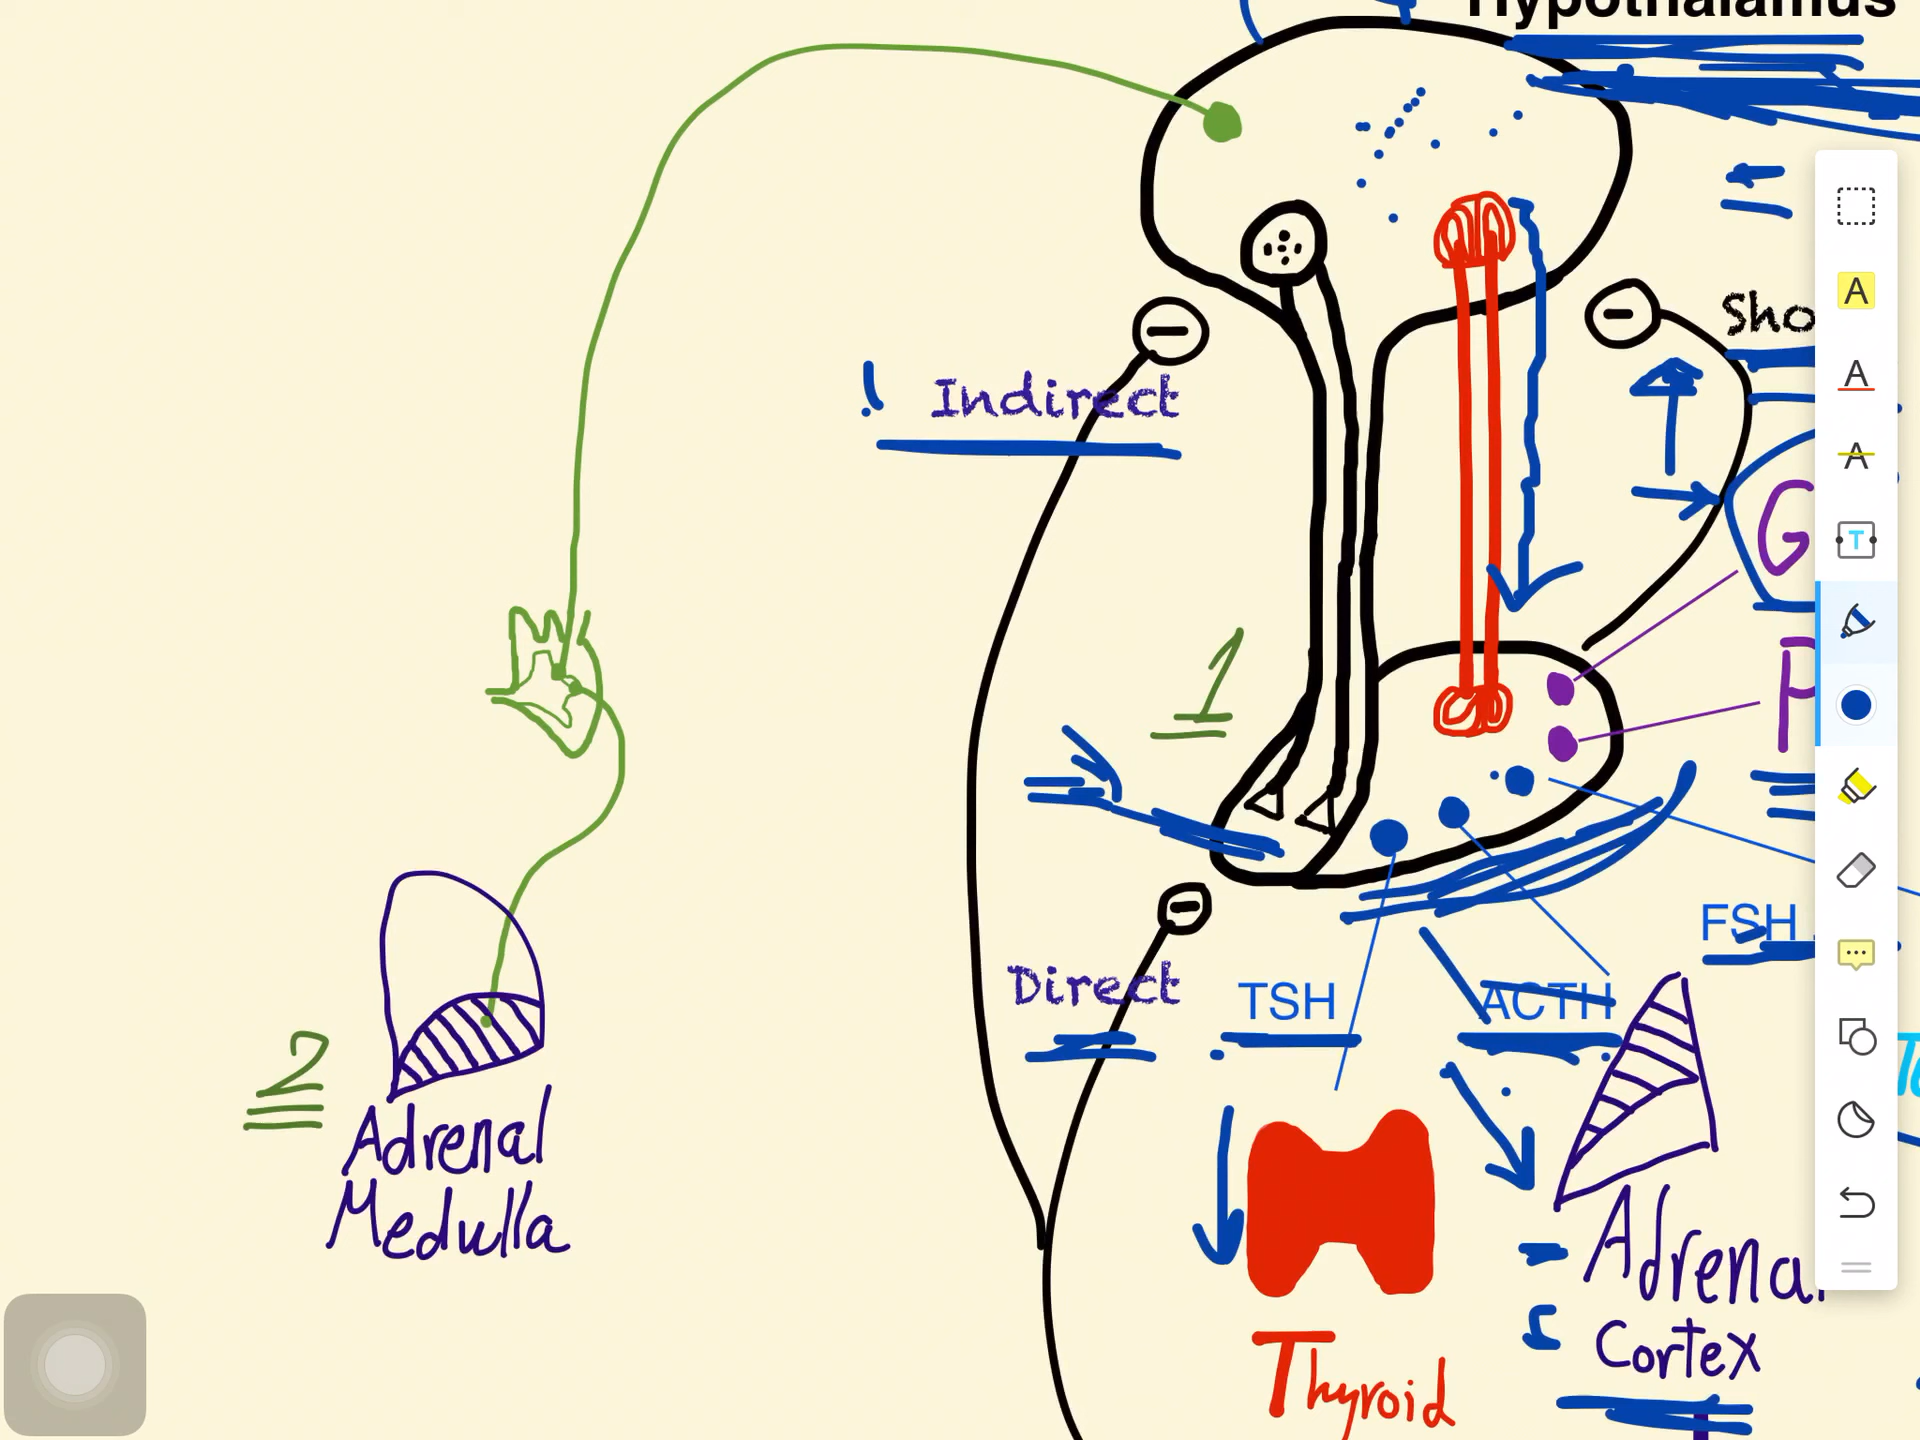 Hypothalamus
Sho
Indirect
G
1
P
FSH
Direct
TSH
ACTH
2
Adrenal
Medulla
Adrenal
Cortex
Thyroid